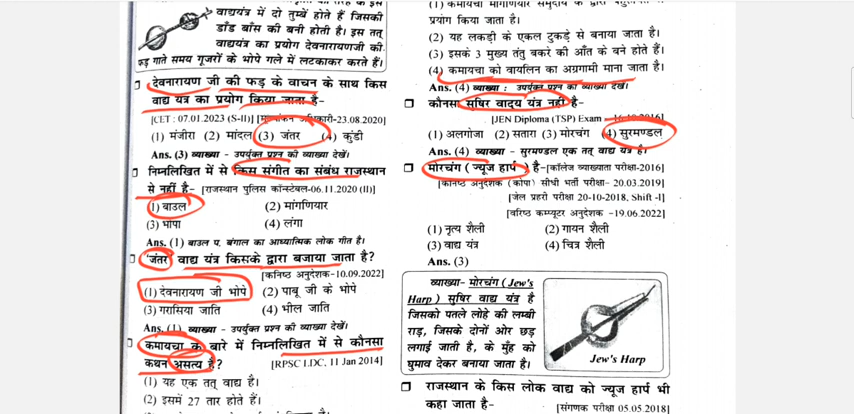 वाद्ययंत्र में दो तुम्बें होते हैं जिसकी
डाँड बाँस की बनी होती है। इस तत्
वाद्ययंत्र का प्रयोग देवनारायणजी की
फड़ गाते समय गूजरों के भोपे गले में लटकाकर करते हैं।
देवनारायण जी की फड़ के वाचन के साथ किस
वाद्य यंत्र का प्रयोग किया जाता है-
[CET : 07.01.2023 (S-II)] [मूल्यांकन अधिकारी-23.08.2020]
(1) मंजीरा (2) मांदल (3) जंतर (4) कुंडी
Ans. (3) व्याख्या - उपर्युक्त प्रश्न की व्याख्या देखें।
निम्नलिखित में से किस संगीत का संबंध राजस्थान
से नहीं है- [राजस्थान पुलिस कॉन्स्टेबल-06.11.2020 (II)]
(1) बाउल (2) मांगणियार
(3) भोपा (4) लंगा
Ans. (1) बाउल प. बंगाल का आध्यात्मिक लोक गीत है।
'जंतर' वाद्य यंत्र किसके द्वारा बजाया जाता है?
[कनिष्ठ अनुदेशक-10.09.2022]
(1) देवनारायण जी भोपे (2) पाबू जी के भोपे
(3) गरासिया जाति (4) भील जाति
Ans. (1) व्याख्या - उपर्युक्त प्रश्न की व्याख्या देखें।
कमायचा के बारे में निम्नलिखित में से कौनसा
कथन असत्य है? [RPSC LDC, 11 Jan 2014]
(1) यह एक तत् वाद्य है।
(2) इसमें 27 तार होते हैं।
प्रयोग किया जाता है।
(2) यह लकड़ी के एकल टुकड़े से बनाया जाता है।
(3) इसके 3 मुख्य तंतु बकरे की आँत के बने होते हैं।
(4) कमायचा को वायलिन का अग्रगामी माना जाता है।
Ans. (4) व्याख्या : उपर्युक्त प्रश्न की व्याख्या देखें।
कौनसा सुषिर वाद्य यंत्र नहीं है-
[JEN Diploma (TSP) Exam
(1) अलगोजा (2) सतारा (3) मोरचंग (4) सुरमण्डल
Ans. (4) व्याख्या - सुरमण्डल एक तत् वाद्य यंत्र है।
मोरचंग (ज्यूज हार्प) है-[कॉलेज व्याख्याता परीक्षा-2016]
[कनिष्ठ अनुदेशक (कोपा) सीधी भर्ती परीक्षा- 20.03.2019]
[जेल प्रहरी परीक्षा 20-10-2018, Shift -I]
[वरिष्ठ कम्प्यूटर अनुदेशक -19.06.2022]
(1) नृत्य शैली (2) गायन शैली
(3) वाद्य यंत्र (4) चित्र शैली
Ans. (3)
व्याख्या- मोरचंग (Jew's
Harp) सुषिर वाद्य यंत्र है
जिसको पतले लोहे की लम्बी
राड़, जिसके दोनों ओर छड़
लगाई जाती है, के मुँह को
घुमाव देकर बनाया जाता है।
Jew's Harp
राजस्थान के किस लोक वाद्य को ज्यूज हार्प भी
कहा जाता है- [संगणक परीक्षा 05.05.2018]